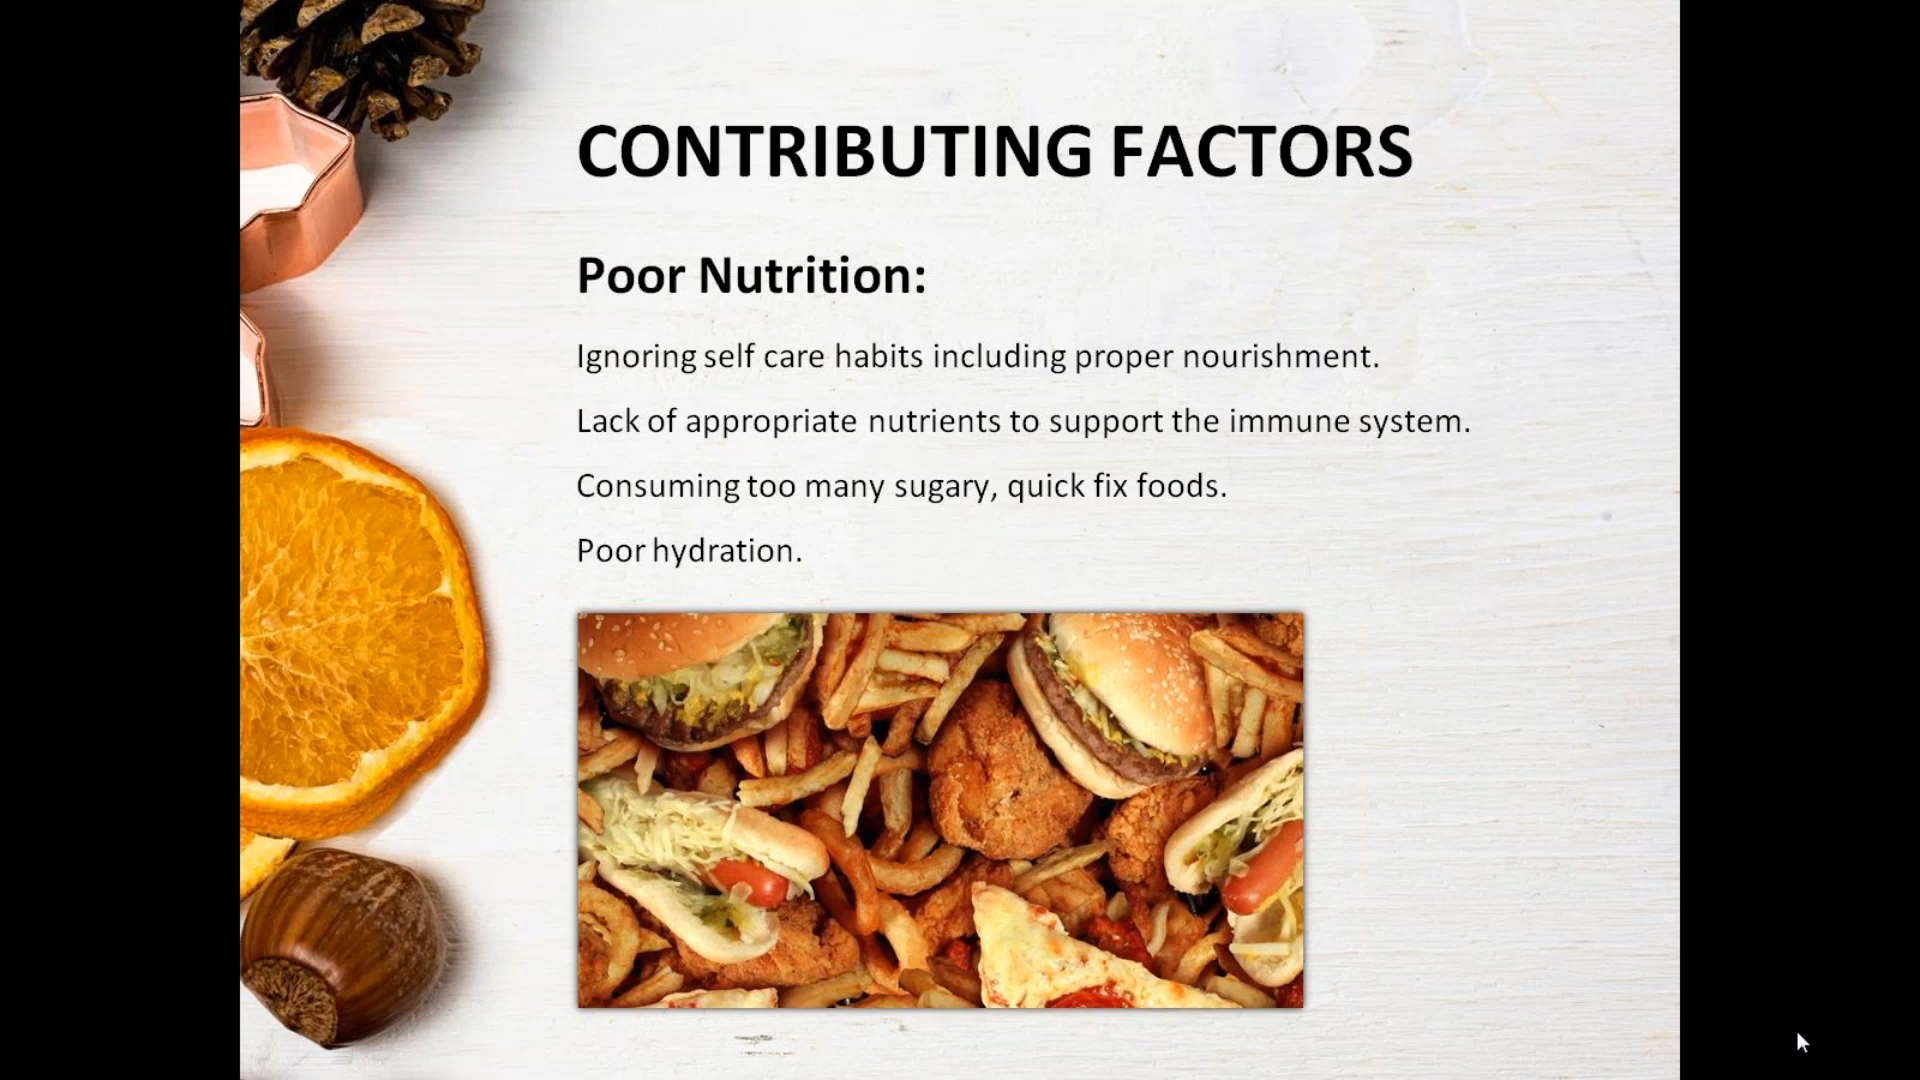 CONTRIBUTING FACTORS
Poor Nutrition:
Ignoring self care habits including proper nourishment.
Lack of appropriate nutrients to support the immune system.
Consuming too many sugary, quick fix foods.
Poor hydration.